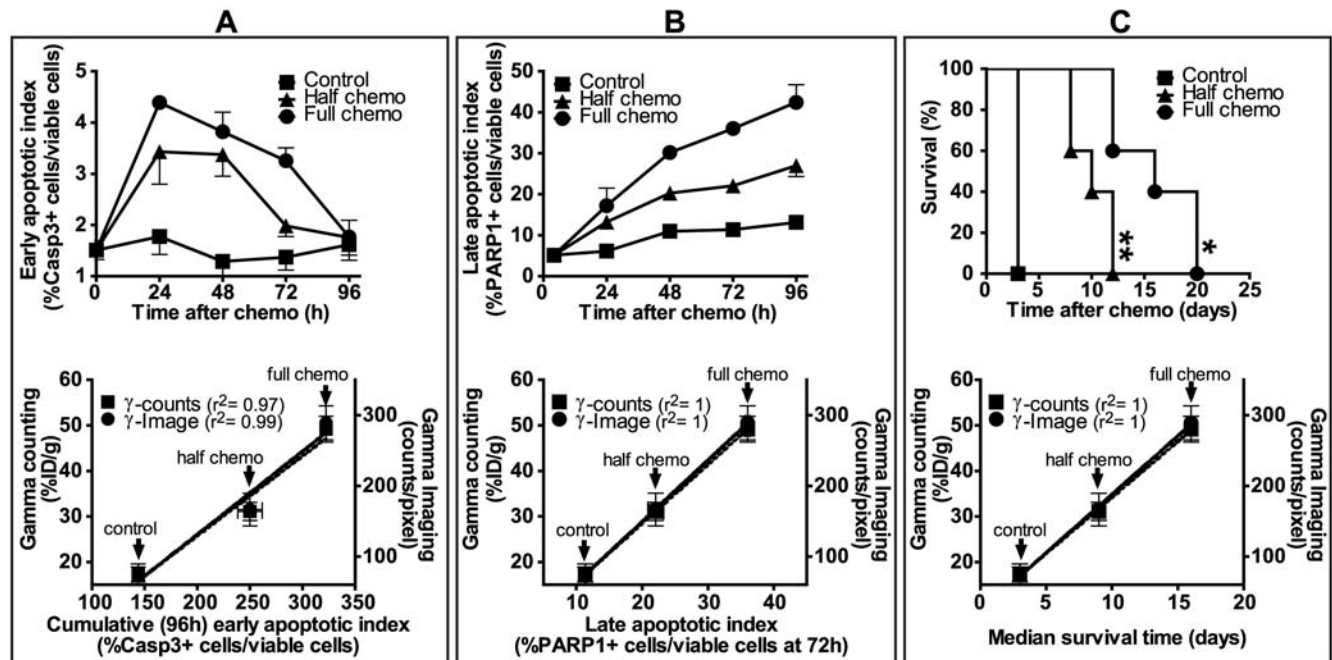 A
Early apoptotic index
(%Casp3+ cells/viable cells)
5
4
3
2
1
Control
Half chemo
Full chemo
0 24 48 72 96
Time after chemo (h)
Gamma counting
(%ID/g)
60
50
40
30
20
γ-counts (r²= 0.97)
γ-Image (r²= 0.99)
full chemo
half chemo
control
300
200
100
Gamma Imaging
(counts/pixel)
100 150 200 250 300 350
Cumulative (96h) early apoptotic index
(%Casp3+ cells/viable cells)
B
Late apoptotic index
(%PARP1+ cells/viable cells)
50
40
30
20
10
0
Control
Half chemo
Full chemo
0 24 48 72 96
Time after chemo (h)
Gamma counting
(%ID/g)
60
50
40
30
20
γ-counts (r²= 1)
γ-Image (r²= 1)
full chemo
half chemo
control
300
200
100
Gamma Imaging
(counts/pixel)
10 20 30 40
Late apoptotic index
(%PARP1+ cells/viable cells at 72h)
C
Survival (%)
100
80
60
40
20
0
Control
Half chemo
Full chemo
**
*
0 5 10 15 20 25
Time after chemo (days)
Gamma counting
(%ID/g)
60
50
40
30
20
γ-counts (r²= 1)
γ-Image (r²= 1)
full chemo
half chemo
control
300
200
100
Gamma Imaging
(counts/pixel)
0 5 10 15 20
Median survival time (days)